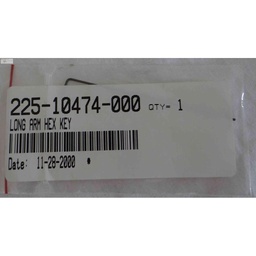 225-10474-000 QTY= 1
LONG ARM HEX KEY
Date: 11-28-2000